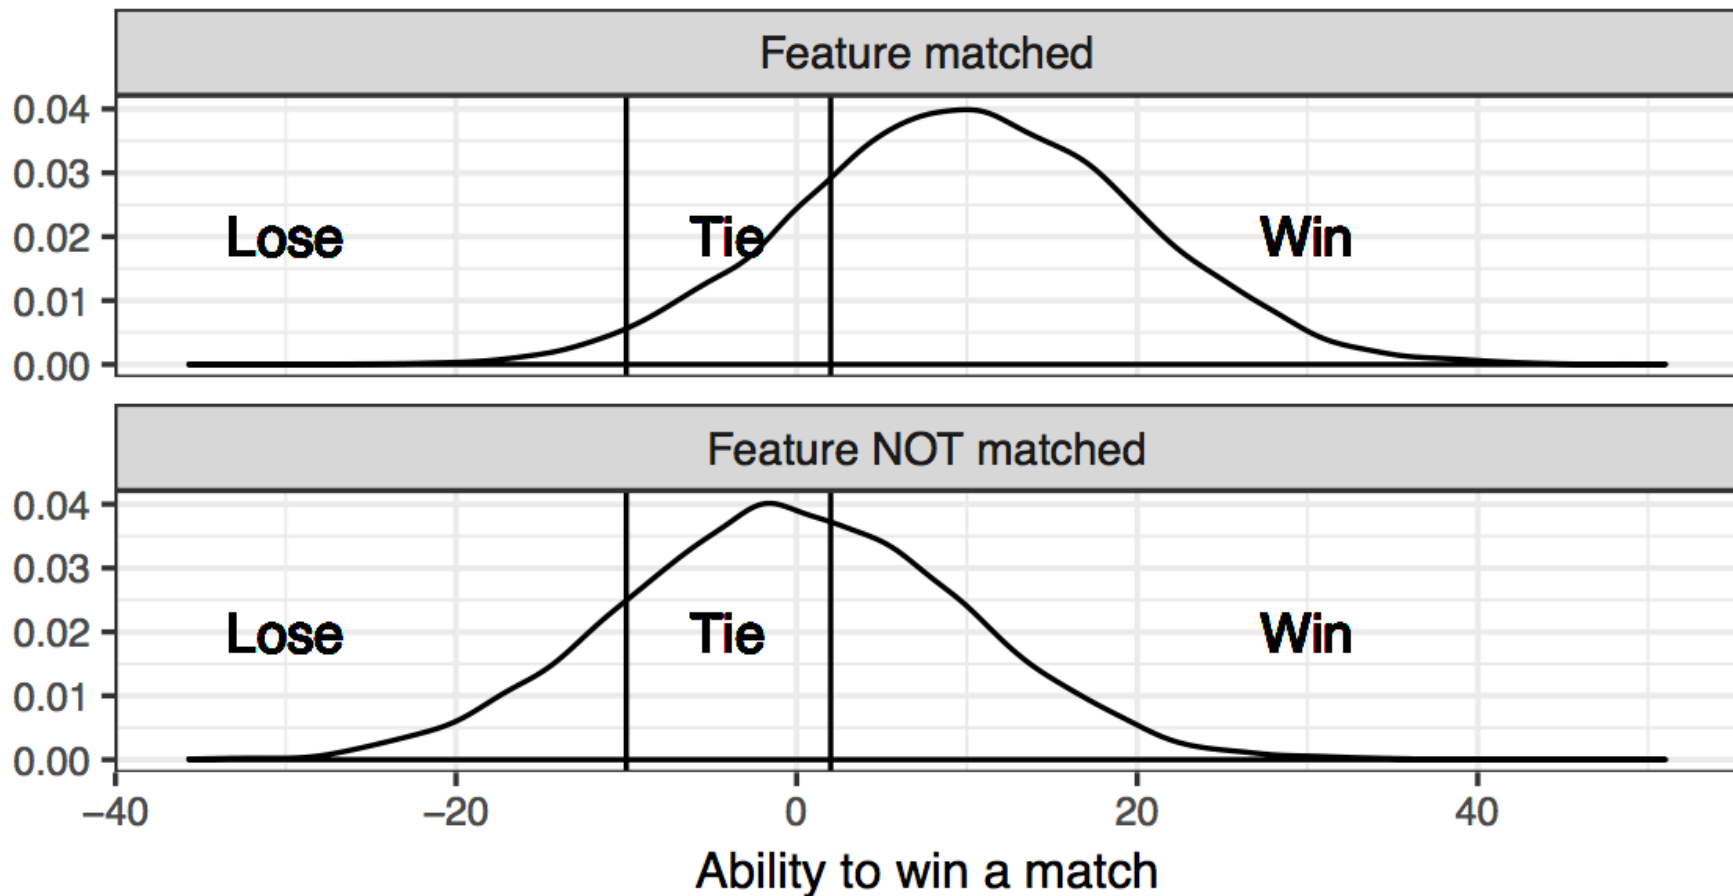 Feature matched
0.04
0.03
0.02
0.01
0.00
Lose Tie Win
Feature NOT matched
0.04
0.03
0.02
0.01
0.00
Lose Tie Win
−40 −20 0 20 40
Ability to win a match